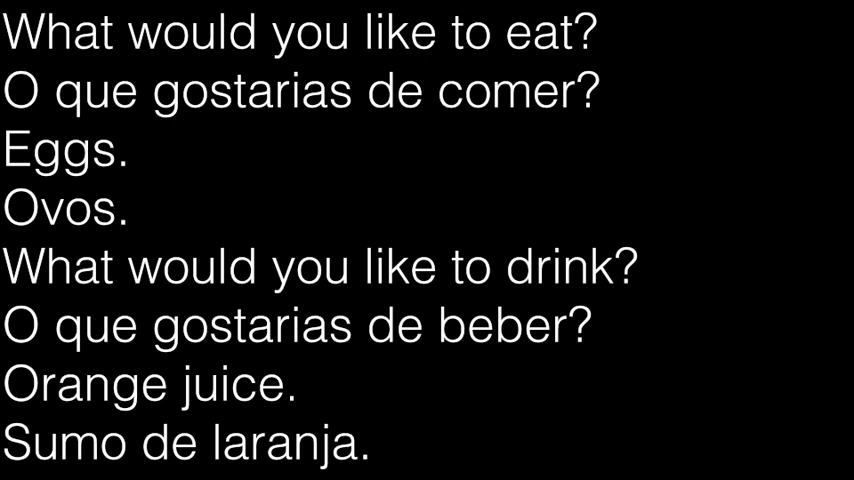 What would you like to eat?
O que gostarias de comer?
Eggs.
Ovos.
What would you like to drink?
O que gostarias de beber?
Orange juice.
Sumo de laranja.